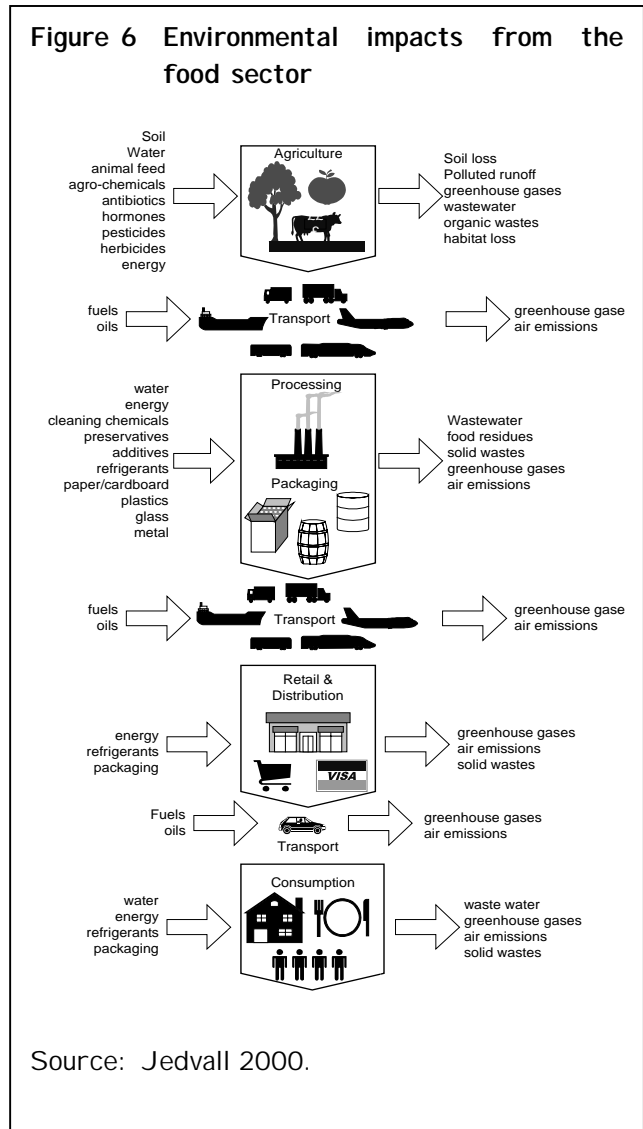 Figure 6 Environmental impacts from the
food sector
Soil
Water
animal feed
agro-chemicals
antibiotics
hormones
pesticides
herbicides
energy
Agriculture
Soil loss
Polluted runoff
greenhouse gases
wastewater
organic wastes
habitat loss
fuels
oils
Transport
greenhouse gase
air emissions
water
energy
cleaning chemicals
preservatives
additives
refrigerants
paper/cardboard
plastics
glass
metal
Processing
Packaging
Wastewater
food residues
solid wastes
greenhouse gases
air emissions
fuels
oils
Transport
greenhouse gase
air emissions
energy
refrigerants
packaging
Retail &
Distribution
VISA
greenhouse gases
air emissions
solid wastes
Fuels
oils
Transport
greenhouse gases
air emissions
water
energy
refrigerants
packaging
Consumption
waste water
greenhouse gases
air emissions
solid wastes
Source: Jedvall 2000.